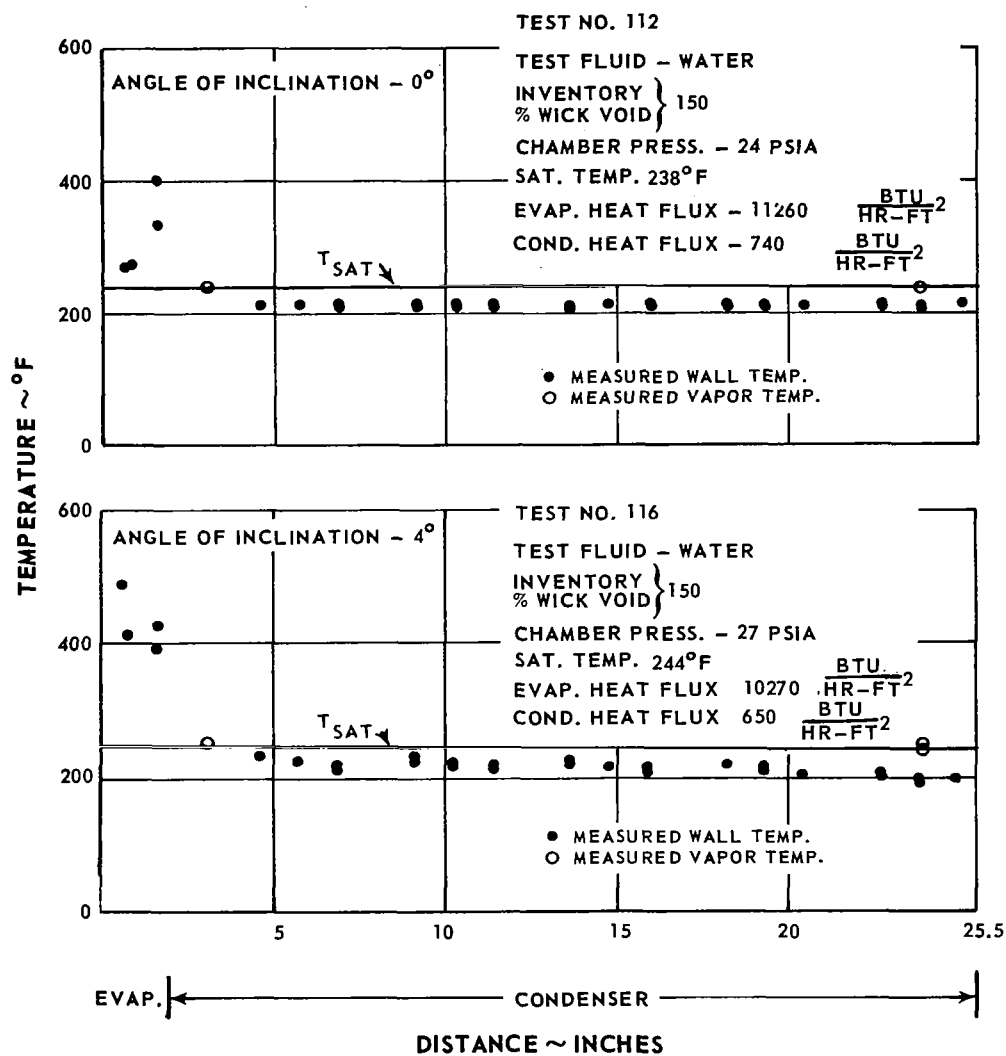 TEST NO. 112
600
ANGLE OF INCLINATION – 0°
TEST FLUID – WATER
INVENTORY
% WICK VOID } 150
CHAMBER PRESS. – 24 PSIA
SAT. TEMP. 238°F
EVAP. HEAT FLUX – 11260 BTU/HR–FT²
COND. HEAT FLUX – 740 BTU/HR–FT²
400
TSAT
200
● MEASURED WALL TEMP.
○ MEASURED VAPOR TEMP.
0
TEMPERATURE ~ °F
600
ANGLE OF INCLINATION – 4°
TEST NO. 116
TEST FLUID – WATER
INVENTORY
% WICK VOID } 150
CHAMBER PRESS. – 27 PSIA
SAT. TEMP. 244°F
EVAP. HEAT FLUX 10270 BTU/HR–FT²
COND. HEAT FLUX 650 BTU/HR–FT²
400
TSAT
200
● MEASURED WALL TEMP.
○ MEASURED VAPOR TEMP.
0
5 10 15 20 25.5
EVAP. CONDENSER
DISTANCE ~ INCHES